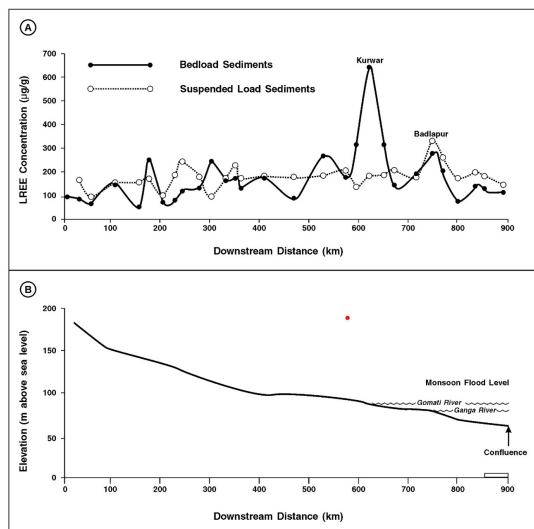 A
700
600
500
400
300
200
100
0
LREE Concentration (µg/g)
Bedload Sediments
Suspended Load Sediments
Kurwar
Badlapur
0 100 200 300 400 500 600 700 800 900
Downstream Distance (km)
B
200
150
100
50
0
Elevation (m above sea level)
Monsoon Flood Level
Gomati River
Ganga River
Confluence
0 100 200 300 400 500 600 700 800 900
Downstream Distance (km)